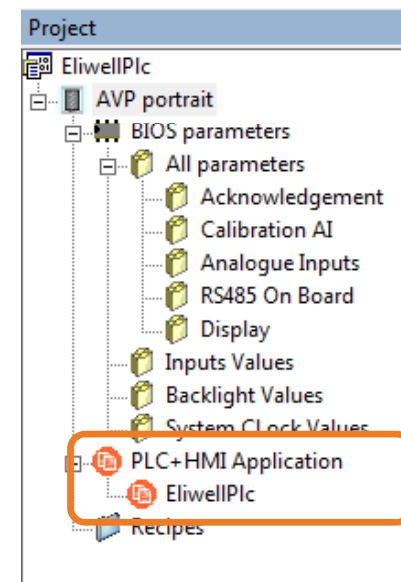 Project
EliwellPlc
AVP portrait
BIOS parameters
All parameters
Acknowledgement
Calibration AI
Analogue Inputs
RS485 On Board
Display
Inputs Values
Backlight Values
System CLock Values
PLC+HMI Application
EliwellPlc
Recipes